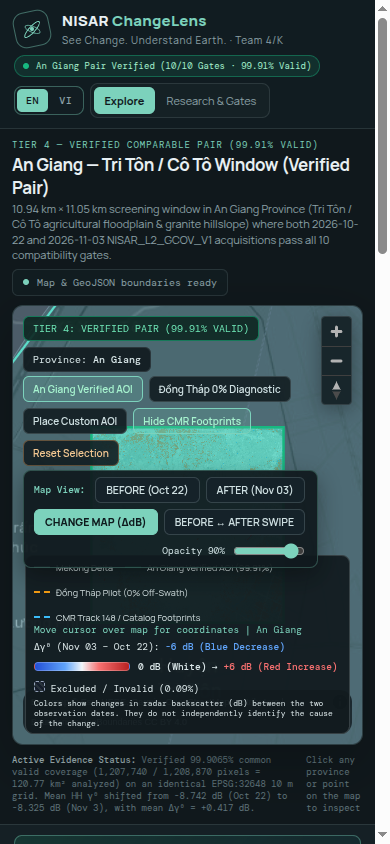 NISAR ChangeLens
See Change. Understand Earth. · Team 4/K
An Giang Pair Verified (10/10 Gates · 99.91% Valid)
EN VI Explore Research & Gates
TIER 4 — VERIFIED COMPARABLE PAIR (99.91% VALID)
An Giang — Tri Tôn / Cô Tô Window (Verified
Pair)
10.94 km × 11.05 km screening window in An Giang Province (Tri Tôn /
Cô Tô agricultural floodplain & granite hillslope) where both 2026-10-
22 and 2026-11-03 NISAR_L2_GCOV_V1 acquisitions pass all 10
compatibility gates.
Map & GeoJSON boundaries ready
TIER 4: VERIFIED PAIR (99.91% VALID)
Province: An Giang
An Giang Verified AOI Đồng Tháp 0% Diagnostic
Place Custom AOI Hide CMR Footprints
Reset Selection
Map View: BEFORE (Oct 22) AFTER (Nov 03)
CHANGE MAP (ΔdB) BEFORE ↔ AFTER SWIPE
Opacity 90%
Mekong Delta An Giang Verified AOI (99.91%)
Đồng Tháp Pilot (0% Off-Swath)
CMR Track 148 / Catalog Footprints
Move cursor over map for coordinates | An Giang
Δγ⁰ (Nov 03 − Oct 22): -6 dB (Blue Decrease)
0 dB (White) → +6 dB (Red Increase)
Excluded / Invalid (0.09%)
Colors show changes in radar backscatter (dB) between the two
observation dates. They do not independently identify the cause
of the change.
Active Evidence Status: Verified 99.9065% common
valid coverage (1,207,740 / 1,208,870 pixels =
120.77 km² analyzed) on an identical EPSG:32648 10 m
grid. Mean HH γ⁰ shifted from -8.742 dB (Oct 22) to
-8.325 dB (Nov 3), with mean Δγ⁰ = +0.417 dB.
Click any
province
or point
on the map
to inspect